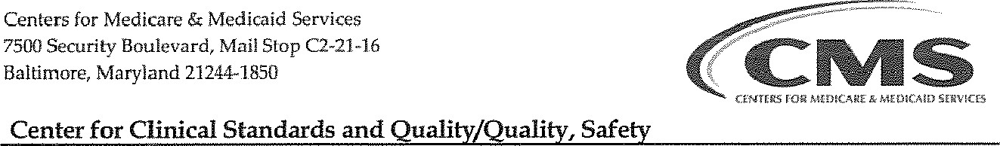 Centers for Medicare & Medicaid Services
7500 Security Boulevard, Mail Stop C2-21-16
Baltimore, Maryland 21244-1850
CMS
CENTERS FOR MEDICARE & MEDICAID SERVICES
Center for Clinical Standards and Quality/Quality, Safety